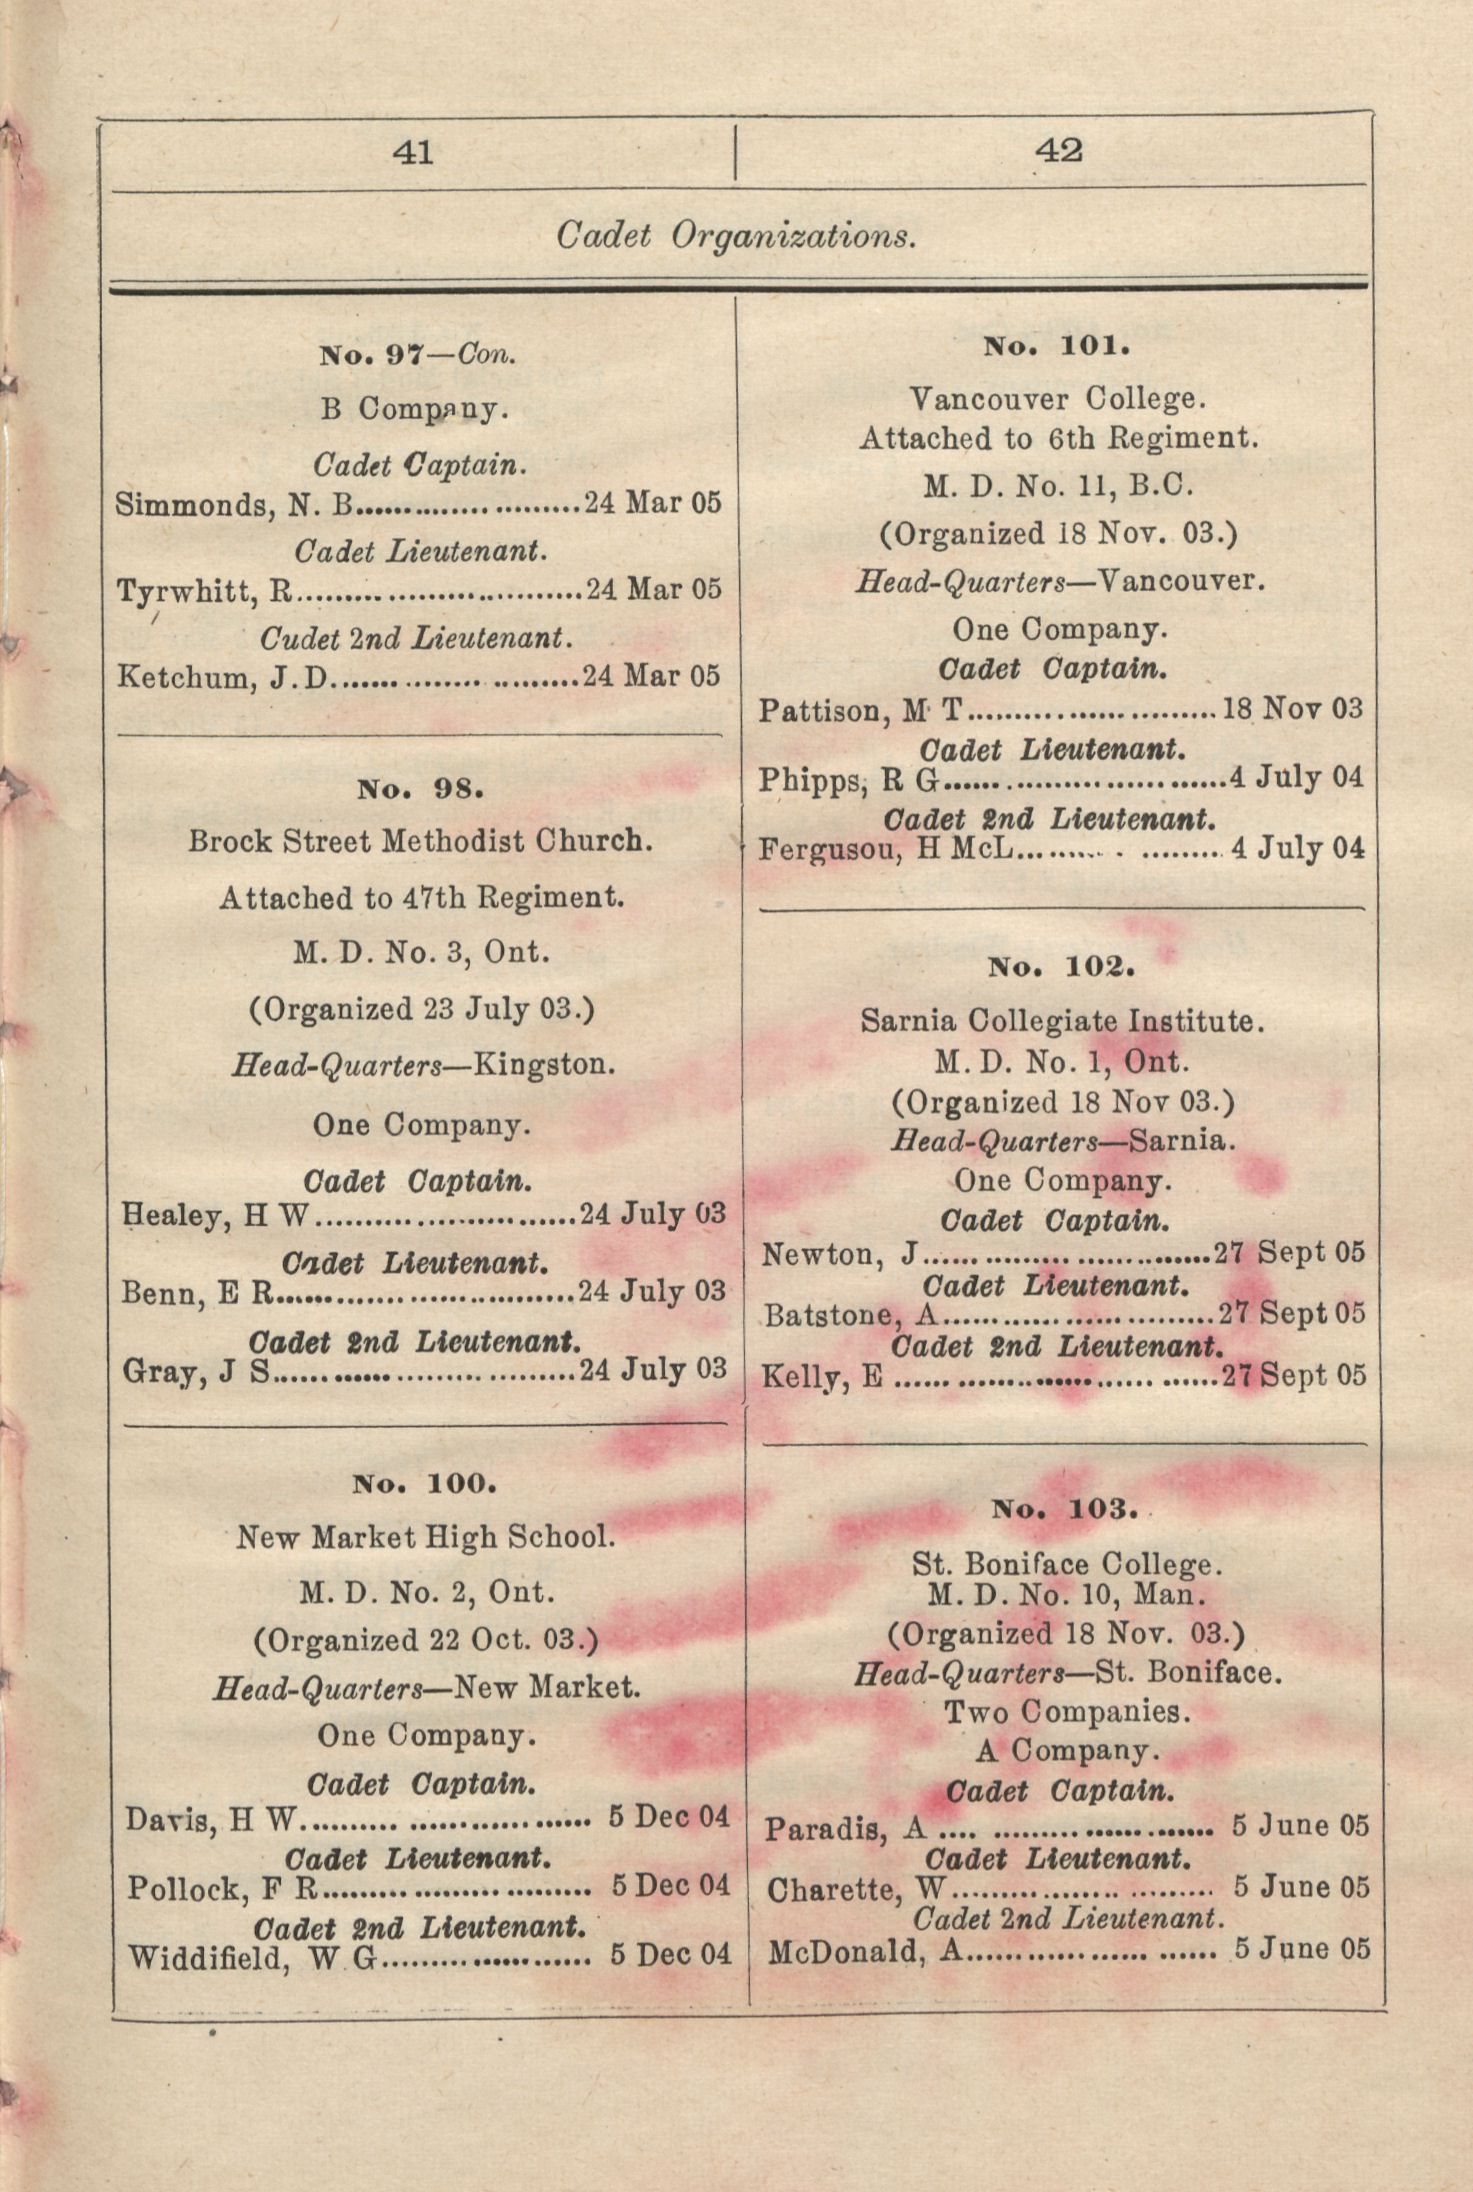 41
42
Cadet Organizations.
No. 97—Con.
B Company.
Cadet Captain.
Simmonds, N. B............................24 Mar 05
Cadet Lieutenant.
Tyrwhitt, R.................................24 Mar 05
Cudet 2nd Lieutenant.
Ketchum, J. D............................24 Mar 05
No. 98.
Brock Street Methodist Church.
Attached to 47th Regiment.
M. D. No. 3, Ont.
(Organized 23 July 03.)
Head-Quarters—Kingston.
One Company.
Cadet Captain.
Healey, H W............................24 July 03
Cadet Lieutenant.
Benn, E R.................................24 July 03
Cadet 2nd Lieutenant.
Gray, J S.................................24 July 03
No. 100.
New Market High School.
M. D. No. 2, Ont.
(Organized 22 Oct. 03.)
Head-Quarters—New Market.
One Company.
Cadet Captain.
Davis, H W............................ 5 Dec 04
Cadet Lieutenant.
Pollock, F R............................ 5 Dec 04
Cadet 2nd Lieutenant.
Widdifield, W G...................... 5 Dec 04
No. 101.
Vancouver College.
Attached to 6th Regiment.
M. D. No. 11, B.C.
(Organized 18 Nov. 03.)
Head-Quarters—Vancouver.
One Company.
Cadet Captain.
Pattison, M T...........................18 Nov 03
Cadet Lieutenant.
Phipps, R G..............................4 July 04
Cadet 2nd Lieutenant.
Fergusou, H McL......... . ......... 4 July 04
No. 102.
Sarnia Collegiate Institute.
M. D. No. 1, Ont.
(Organized 18 Nov 03.)
Head-Quarters—Sarnia.
One Company.
Cadet Captain.
Newton, J.................................27 Sept 05
Cadet Lieutenant.
Batstone, A..............................27 Sept 05
Cadet 2nd Lieutenant.
Kelly, E .................................27 Sept 05
No. 103.
St. Boniface College.
M. D. No. 10, Man.
(Organized 18 Nov. 03.)
Head-Quarters—St. Boniface.
Two Companies.
A Company.
Cadet Captain.
Paradis, A .... ........................ 5 June 05
Cadet Lieutenant.
Charette, W............................ 5 June 05
Cadet 2nd Lieutenant.
McDonald, A........................... 5 June 05